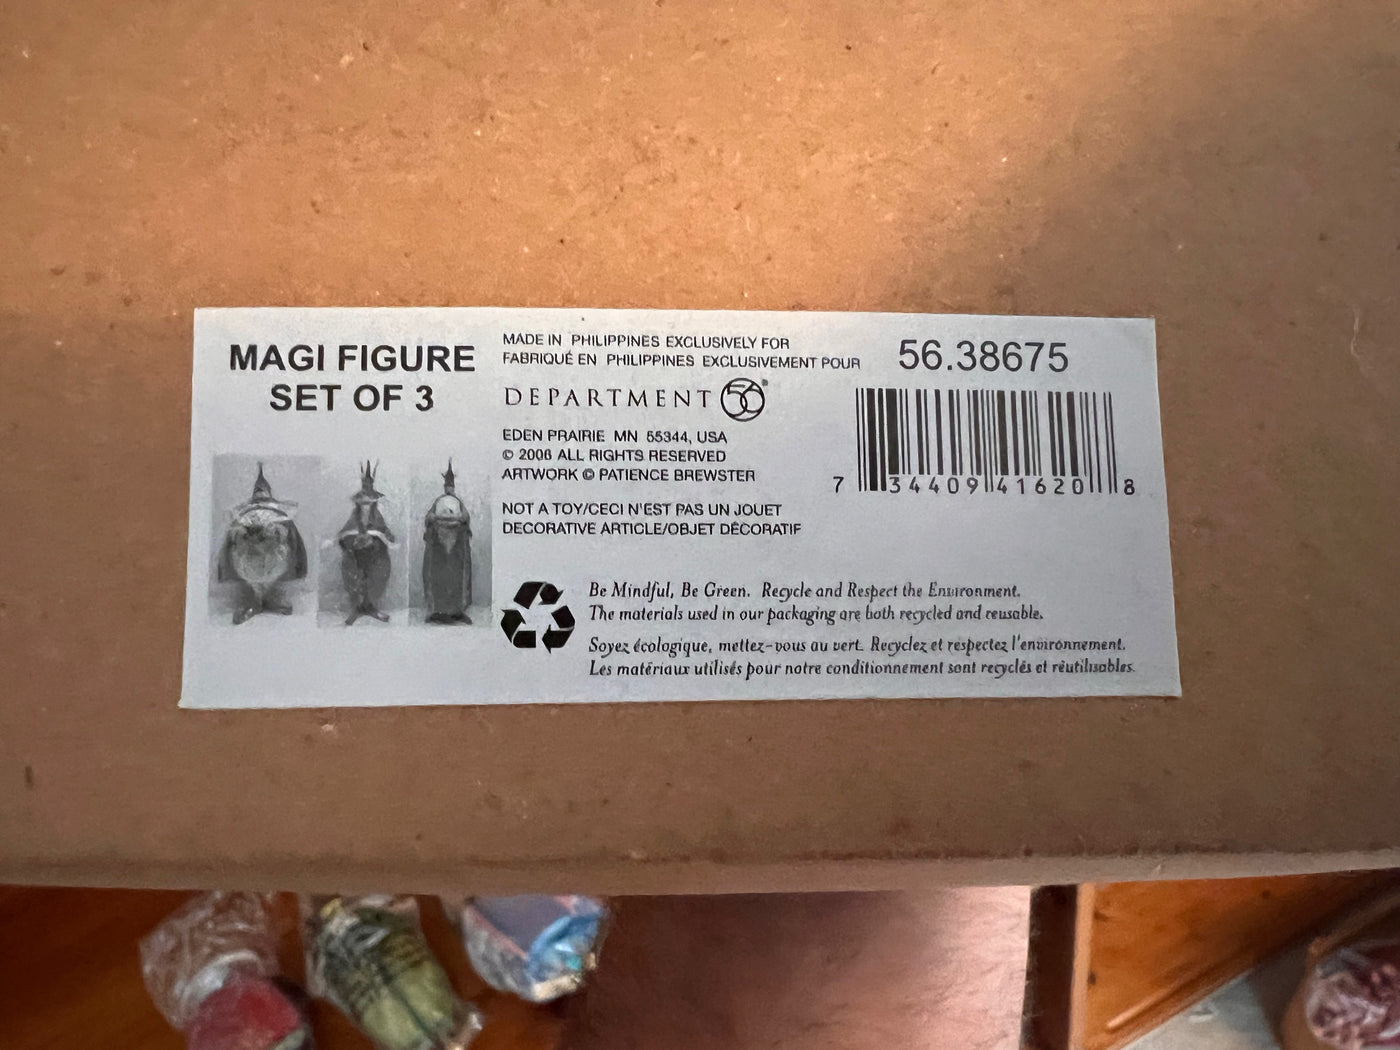 MAGI FIGURE
SET OF 3
MADE IN PHILIPPINES EXCLUSIVELY FOR
FABRIQUÉ EN PHILIPPINES EXCLUSIVEMENT POUR
DEPARTMENT 56®
EDEN PRAIRIE MN 55344, USA
© 2006 ALL RIGHTS RESERVED
ARTWORK © PATIENCE BREWSTER
NOT A TOY/CECI N'EST PAS UN JOUET
DECORATIVE ARTICLE/OBJET DÉCORATIF
56.38675
7 34409 41620 8
Be Mindful, Be Green. Recycle and Respect the Environment.
The materials used in our packaging are both recycled and reusable.
Soyez écologique, mettez-vous au vert. Recyclez et respectez l'environnement.
Les matériaux utilisés pour notre conditionnement sont recyclés et réutilisables.